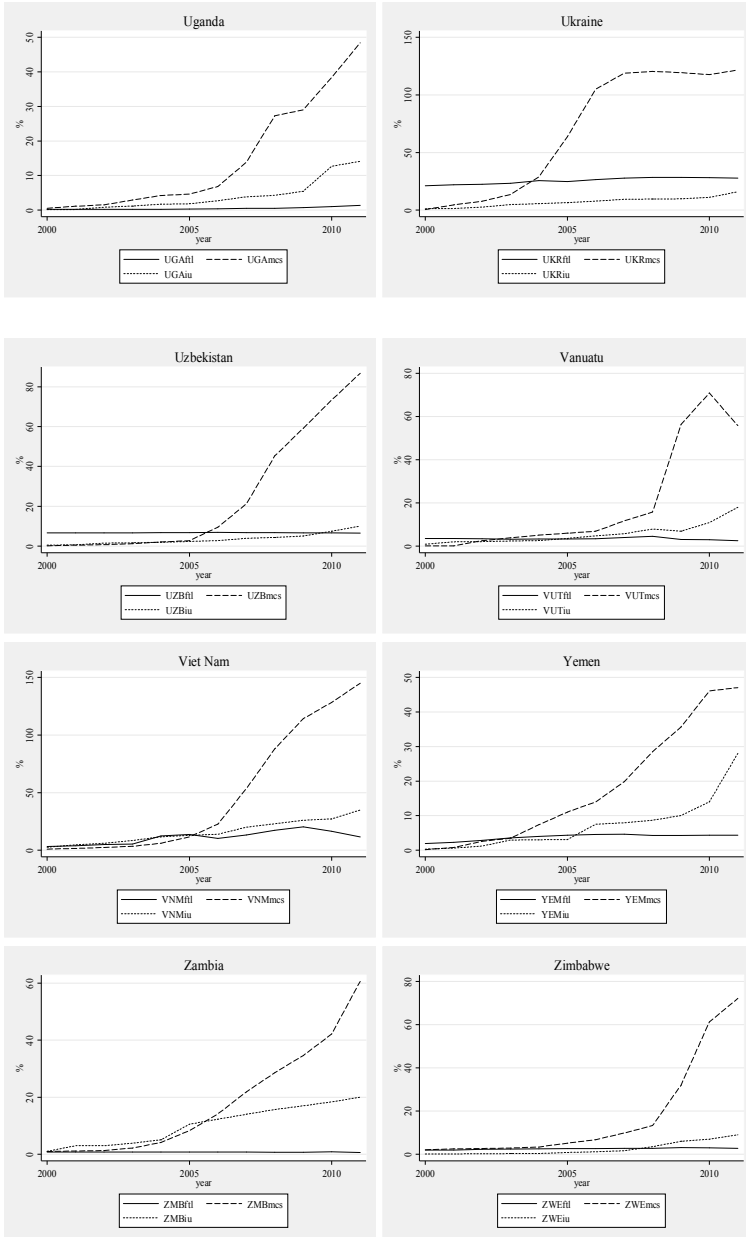 Uganda
50
40
30
20
10
0
%
2000 2005 2010
year
UGAftl UGAmcs
UGAiu
Ukraine
150
100
50
0
%
2000 2005 2010
year
UKRftl UKRmcs
UKRiu
Uzbekistan
80
60
40
20
0
%
2000 2005 2010
year
UZBftl UZBmcs
UZBiu
Vanuatu
80
60
40
20
0
%
2000 2005 2010
year
VUTftl VUTmcs
VUTiu
Viet Nam
150
100
50
0
%
2000 2005 2010
year
VNMftl VNMmcs
VNMiu
Yemen
50
40
30
20
10
0
%
2000 2005 2010
year
YEMftl YEMmcs
YEMiu
Zambia
60
40
20
0
%
2000 2005 2010
year
ZMBftl ZMBmcs
ZMBiu
Zimbabwe
80
60
40
20
0
%
2000 2005 2010
year
ZWEftl ZWEmcs
ZWEiu